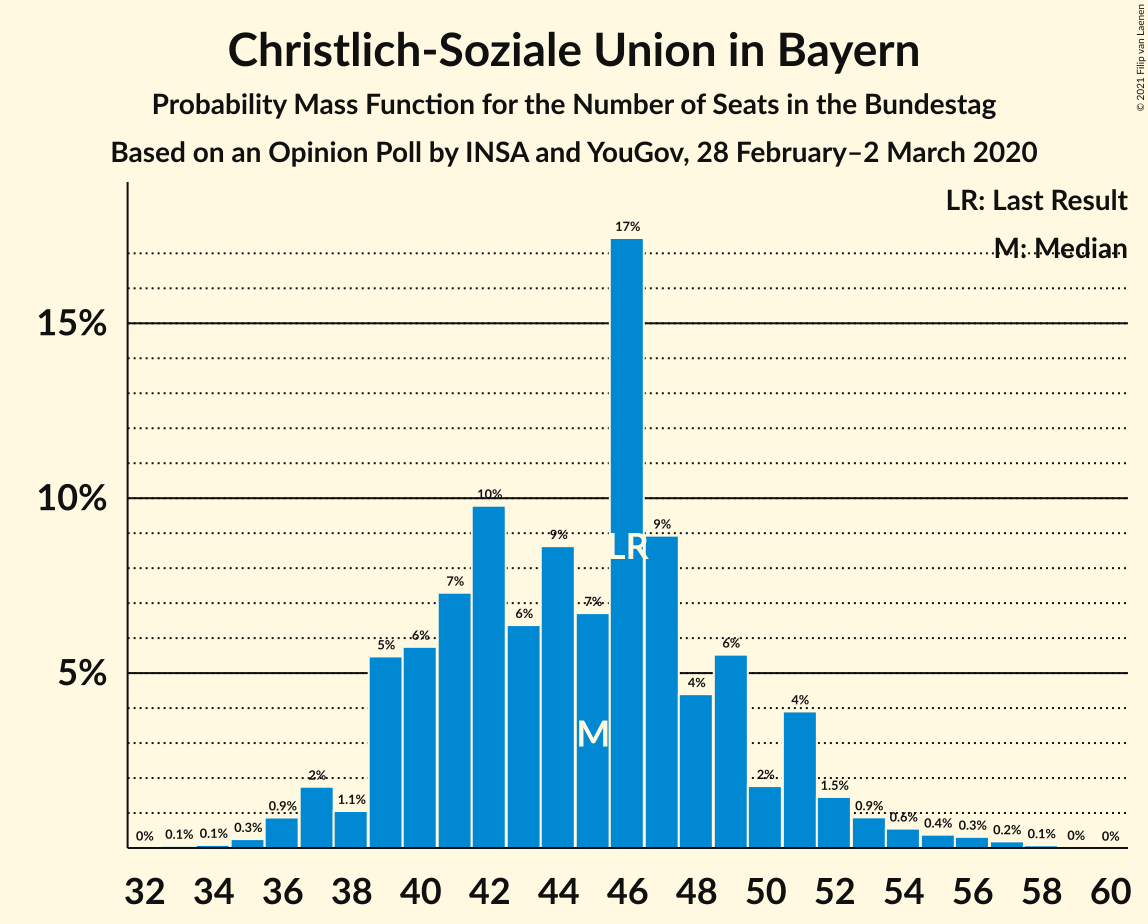 Christlich-Soziale Union in Bayern
Probability Mass Function for the Number of Seats in the Bundestag
Based on an Opinion Poll by INSA and YouGov, 28 February–2 March 2020
© 2021 Filip van Laenen
LR: Last Result
M: Median
15%
10%
5%
0% 0.1% 0.1% 0.3% 0.9% 2% 1.1% 5% 6% 7% 10% 6% 9% 7% 17% 9% 4% 6% 2% 4% 1.5% 0.9% 0.6% 0.4% 0.3% 0.2% 0.1% 0% 0%
LR
M
32 34 36 38 40 42 44 46 48 50 52 54 56 58 60